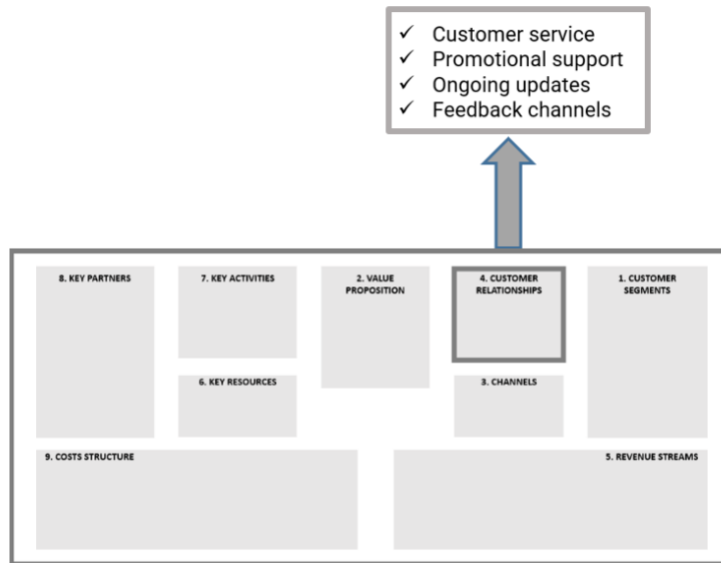 ✓ Customer service
✓ Promotional support
✓ Ongoing updates
✓ Feedback channels
8. KEY PARTNERS
7. KEY ACTIVITIES
2. VALUE
PROPOSITION
4. CUSTOMER
RELATIONSHIPS
1. CUSTOMER
SEGMENTS
6. KEY RESOURCES
3. CHANNELS
9. COSTS STRUCTURE
5. REVENUE STREAMS